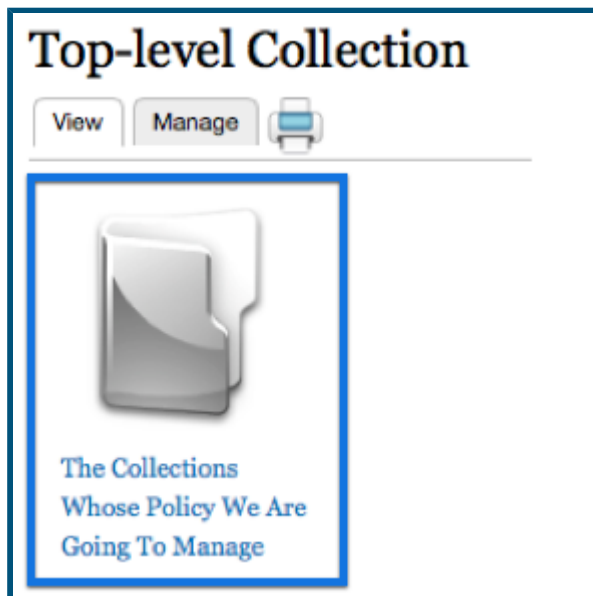 Top-level Collection
View Manage
The Collections
Whose Policy We Are
Going To Manage